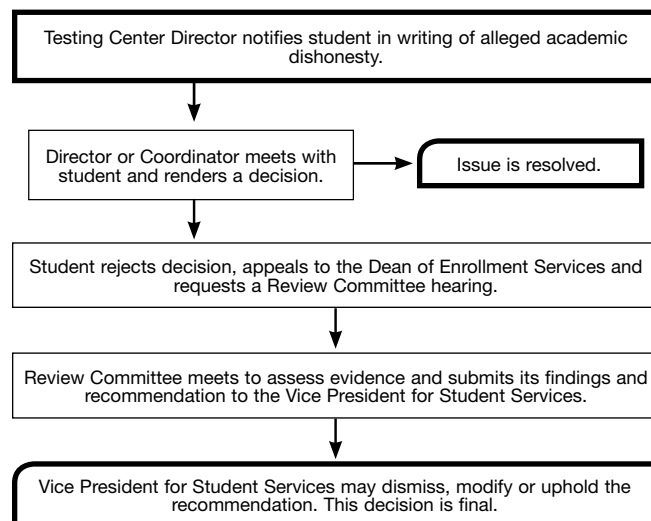 Testing Center Director notifies student in writing of alleged academic
dishonesty.
Director or Coordinator meets with
student and renders a decision.
Issue is resolved.
Student rejects decision, appeals to the Dean of Enrollment Services and
requests a Review Committee hearing.
Review Committee meets to assess evidence and submits its findings and
recommendation to the Vice President for Student Services.
Vice President for Student Services may dismiss, modify or uphold the
recommendation. This decision is final.